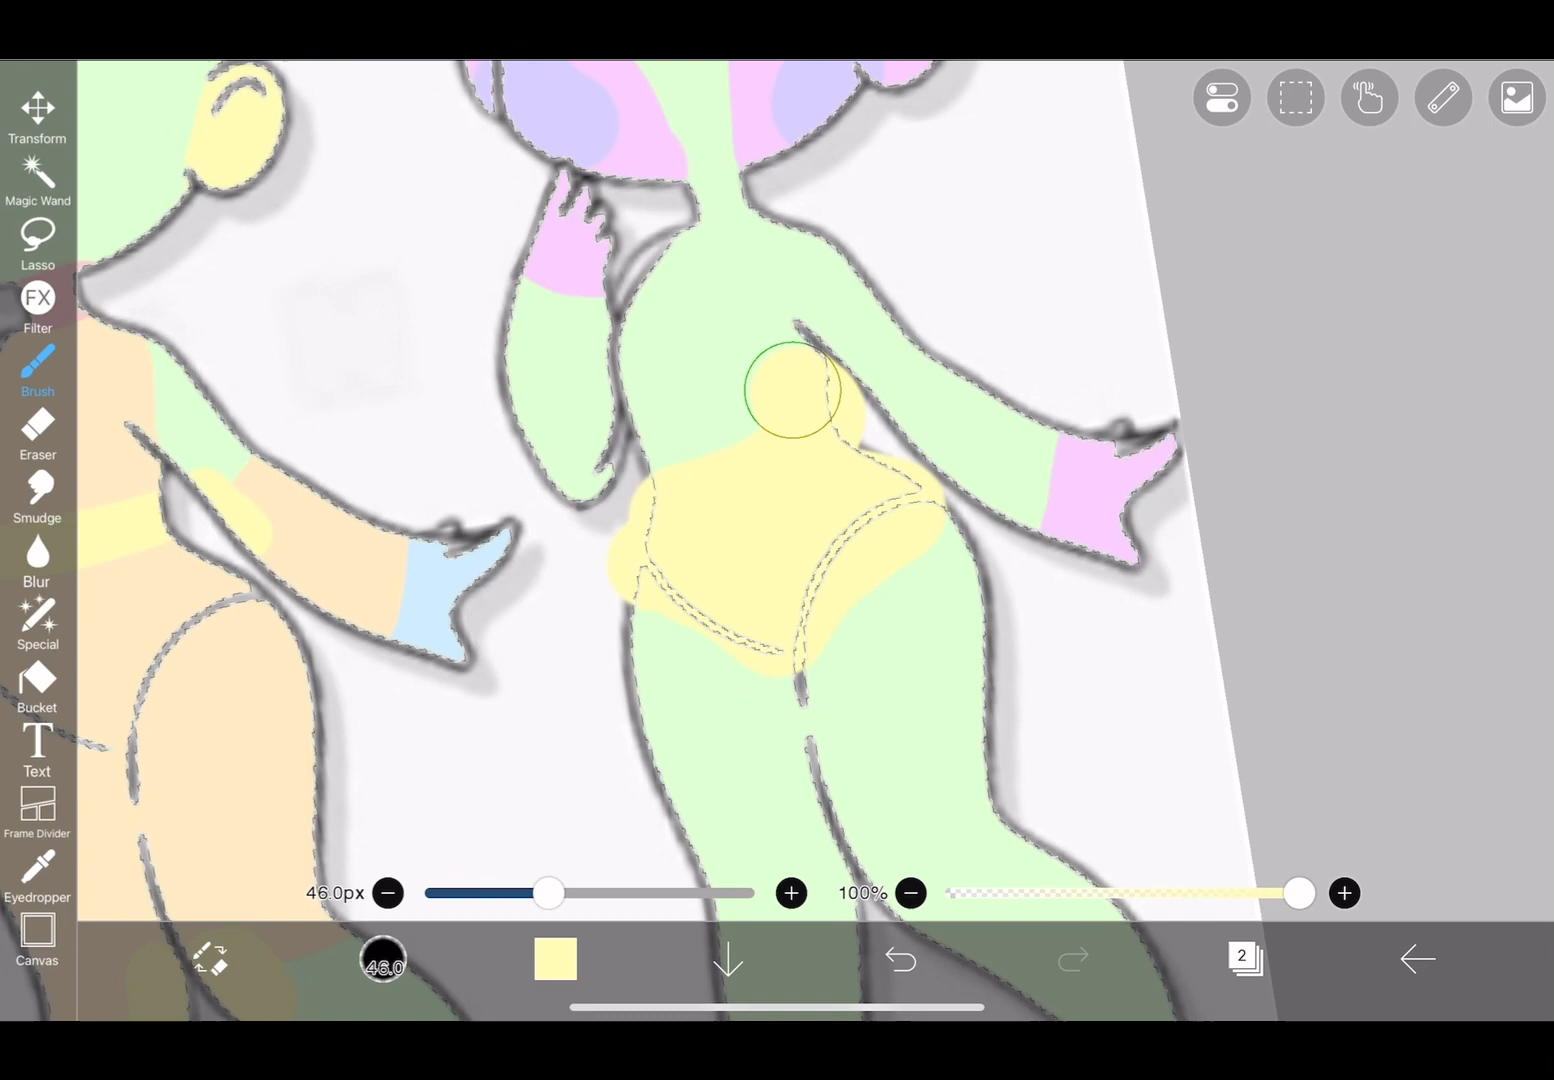 Transform
Magic Wand
Lasso
FX
Filter
Brush
Eraser
Smudge
Blur
Special
Bucket
T
Text
Frame Divider
Eyedropper
Canvas
46.0px
100%
46.0
2